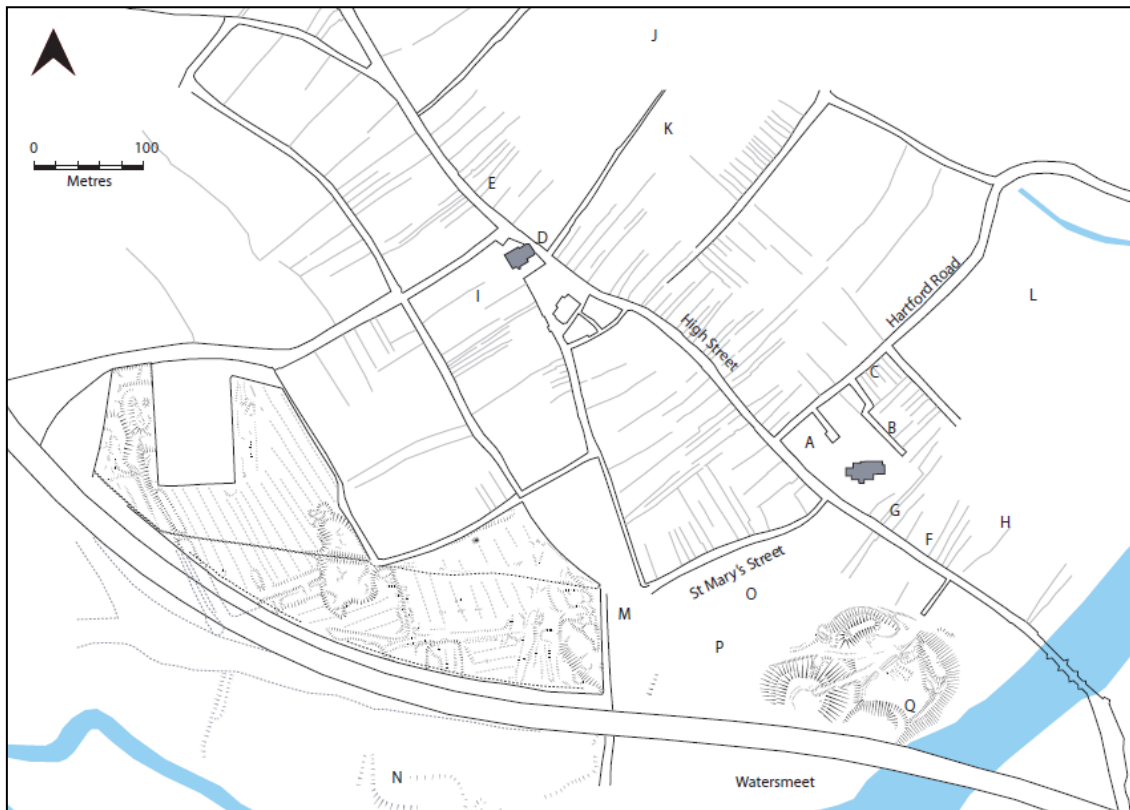 J
K
0 100
Metres
E
D
I
High Street
Hartford Road
L
C
B
A
G
F
H
St Mary's Street
O
M
P
Q
N
Watersmeet